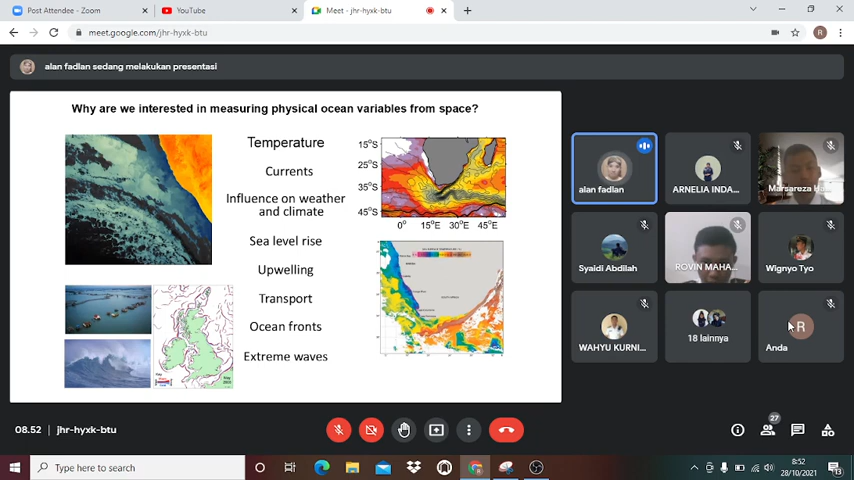 Post Attendee - Zoom
YouTube
Meet - jhr-hyxk-btu
meet.google.com/jhr-hyxk-btu
R
alan fadlan sedang melakukan presentasi
Why are we interested in measuring physical ocean variables from space?
Temperature
Currents
Influence on weather
and climate
Sea level rise
Upwelling
Transport
Ocean fronts
Extreme waves
15°S
25°S
35°S
45°S
0° 15°E 30°E 45°E
alan fadlan
ARNELIA INDA...
Marsareza Ha...
Syaidi Abdilah
ROVIN MAHA...
Wignyo Tyo
WAHYU KURNI...
18 lainnya
R
Anda
08.52
jhr-hyxk-btu
27
Type here to search
8:52
28/10/2021
13